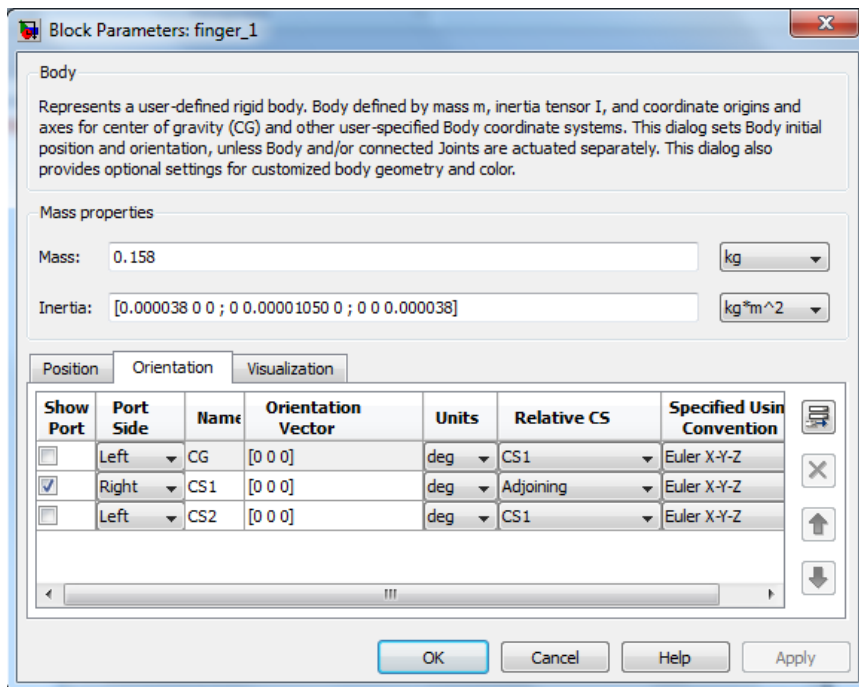 Block Parameters: finger_1
Body
Represents a user-defined rigid body. Body defined by mass m, inertia tensor I, and coordinate origins and
axes for center of gravity (CG) and other user-specified Body coordinate systems. This dialog sets Body initial
position and orientation, unless Body and/or connected Joints are actuated separately. This dialog also
provides optional settings for customized body geometry and color.
Mass properties
Mass: 0.158 kg
Inertia: [0.000038 0 0 ; 0 0.00001050 0 ; 0 0 0.000038] kg*m^2
Position Orientation Visualization
Show Port Port Side Name Orientation Vector Units Relative CS Specified Usin Convention
Left CG [0 0 0] deg CS1 Euler X-Y-Z
Right CS1 [0 0 0] deg Adjoining Euler X-Y-Z
Left CS2 [0 0 0] deg CS1 Euler X-Y-Z
OK Cancel Help Apply